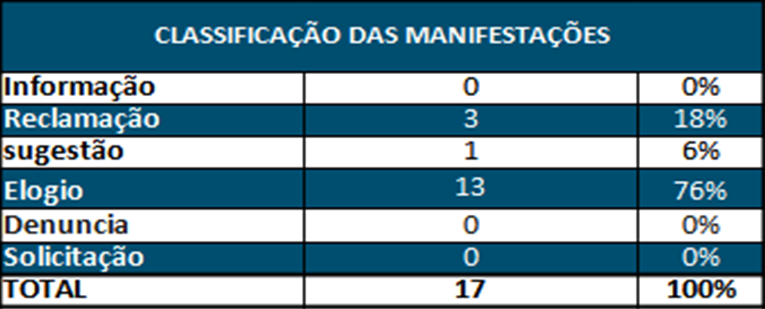 CLASSIFICAÇÃO DAS MANIFESTAÇÕES
Informação 0 0%
Reclamação 3 18%
sugestão 1 6%
Elogio 13 76%
Denuncia 0 0%
Solicitação 0 0%
TOTAL 17 100%